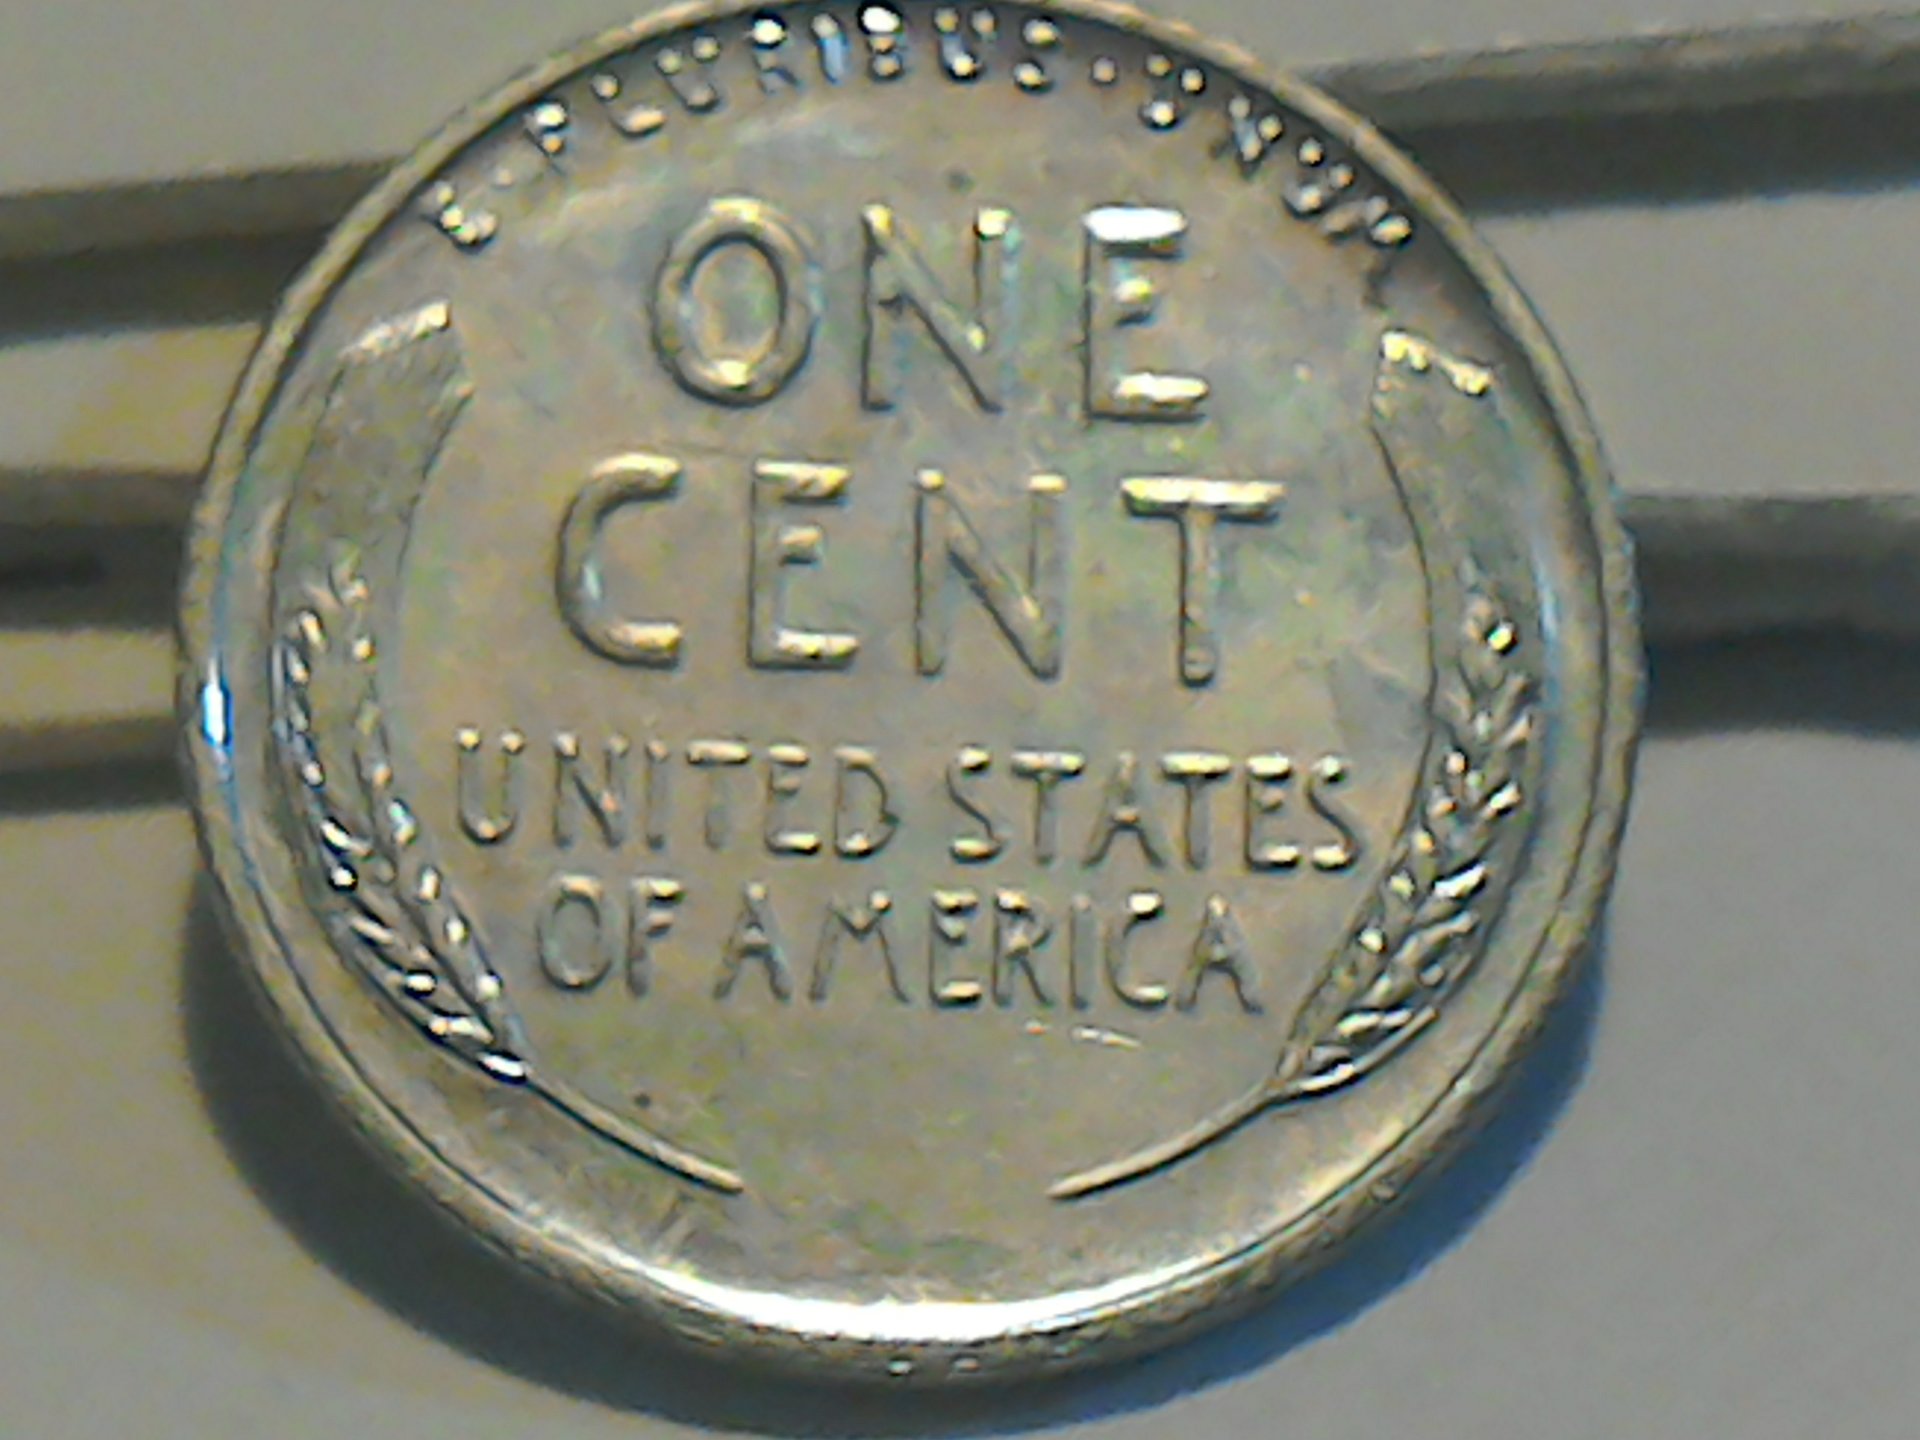 E·PLURIBUS·UNUM
ONE
CENT
UNITED STATES
OF AMERICA